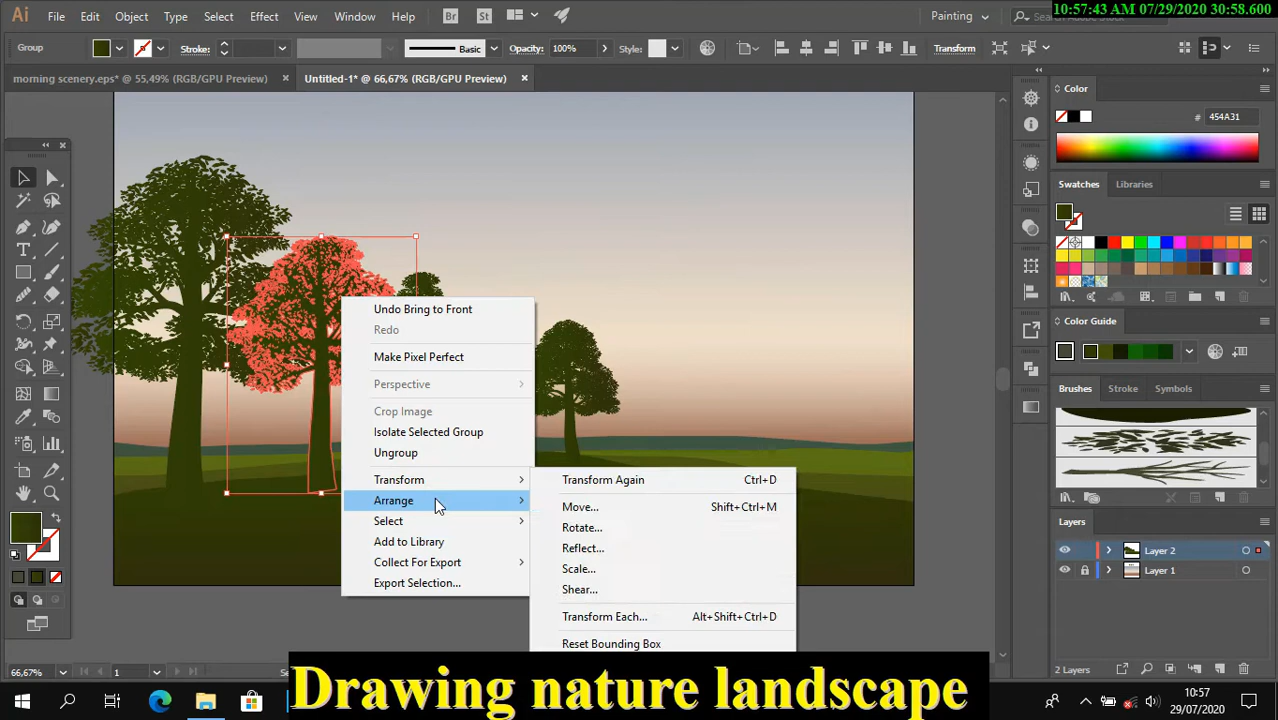 10:57:43 AM 07/29/2020 30:58.600
Ai File Edit Object Type Select Effect View Window Help Br St Painting Search Adobe Stock
Group Stroke: Basic Opacity: 100% Style: Transform
morning scenery.eps* @ 55,49% (RGB/GPU Preview) × Untitled-1* @ 66,67% (RGB/GPU Preview) ×
Color
# 454A31
Swatches Libraries
Undo Bring to Front
Redo
Make Pixel Perfect
Perspective
Crop Image
Isolate Selected Group
Ungroup
Transform
Arrange
Select
Add to Library
Collect For Export
Export Selection...
Transform Again Ctrl+D
Move... Shift+Ctrl+M
Rotate...
Reflect...
Scale...
Shear...
Transform Each... Alt+Shift+Ctrl+D
Reset Bounding Box
Color Guide
Brushes Stroke Symbols
Layers
Layer 2
Layer 1
2 Layers
66,67% 1
Drawing nature landscape
10:57
29/07/2020